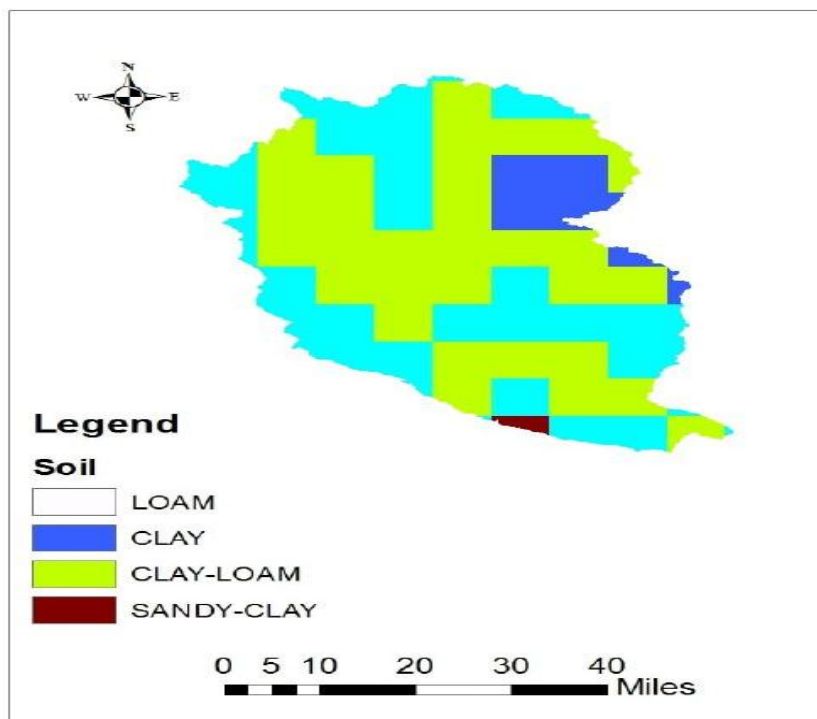 N
W E
S
Legend
Soil
LOAM
CLAY
CLAY-LOAM
SANDY-CLAY
0 5 10 20 30 40
Miles